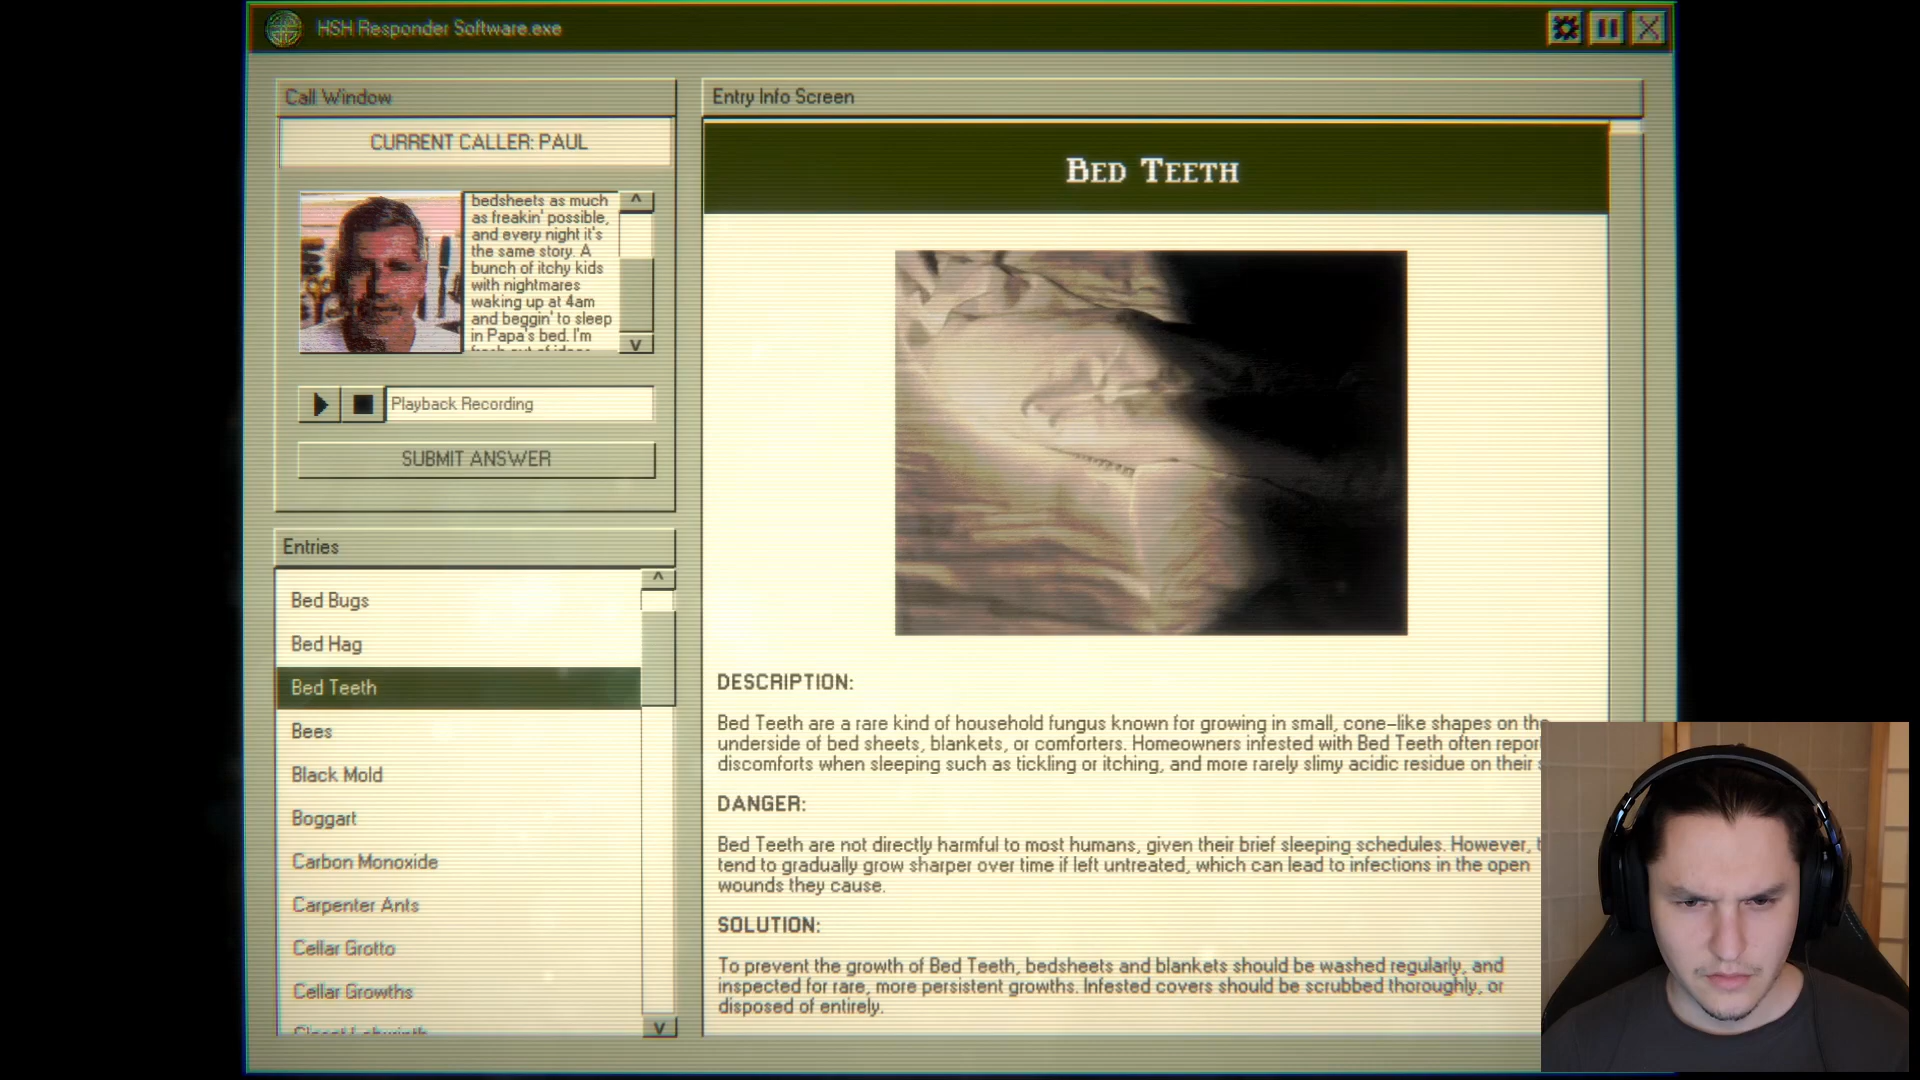 HSH Responder Software.exe
Call Window
CURRENT CALLER: PAUL
bedsheets as much
as freakin' possible,
and every night it's
the same story. A
bunch of itchy kids
with nightmares
waking up at 4am
and beggin' to sleep
in Papa's bed. I'm
Playback Recording
SUBMIT ANSWER
Entries
Bed Bugs
Bed Hag
Bed Teeth
Bees
Black Mold
Boggart
Carbon Monoxide
Carpenter Ants
Cellar Grotto
Cellar Growths
Entry Info Screen
BED TEETH
DESCRIPTION:
Bed Teeth are a rare kind of household fungus known for growing in small, cone-like shapes on the
underside of bed sheets, blankets, or comforters. Homeowners infested with Bed Teeth often report
discomforts when sleeping such as tickling or itching, and more rarely slimy acidic residue on their
DANGER:
Bed Teeth are not directly harmful to most humans, given their brief sleeping schedules. However,
tend to gradually grow sharper over time if left untreated, which can lead to infections in the open
wounds they cause.
SOLUTION:
To prevent the growth of Bed Teeth, bedsheets and blankets should be washed regularly, and
inspected for rare, more persistent growths. Infested covers should be scrubbed thoroughly, or
disposed of entirely.